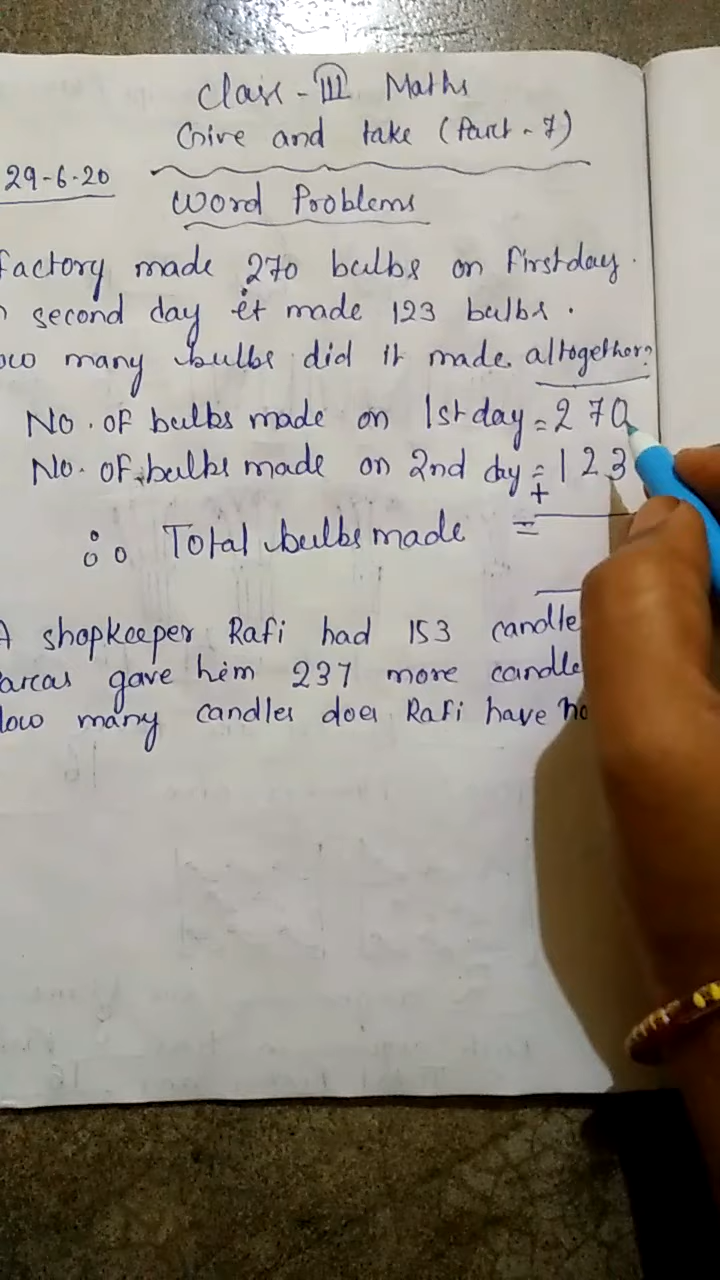 Class - III Maths
Give and take (Part - 7)
29-6-20
Word Problems
factory made 270 bulbs on first day.
second day it made 123 bulbs.
many bulbs did it made altogether?
No. of bulbs made on 1st day = 270
No. of bulbs made on 2nd day = 123
+
∴ Total bulbs made =
A shopkeeper Rafi had 153 candle
gave him 237 more candle
many candles does Rafi have